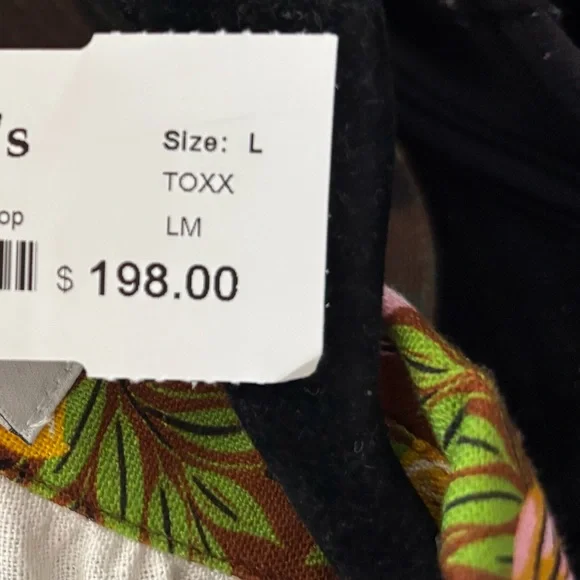 's
Size: L
TOXX
op
LM
$ 198.00